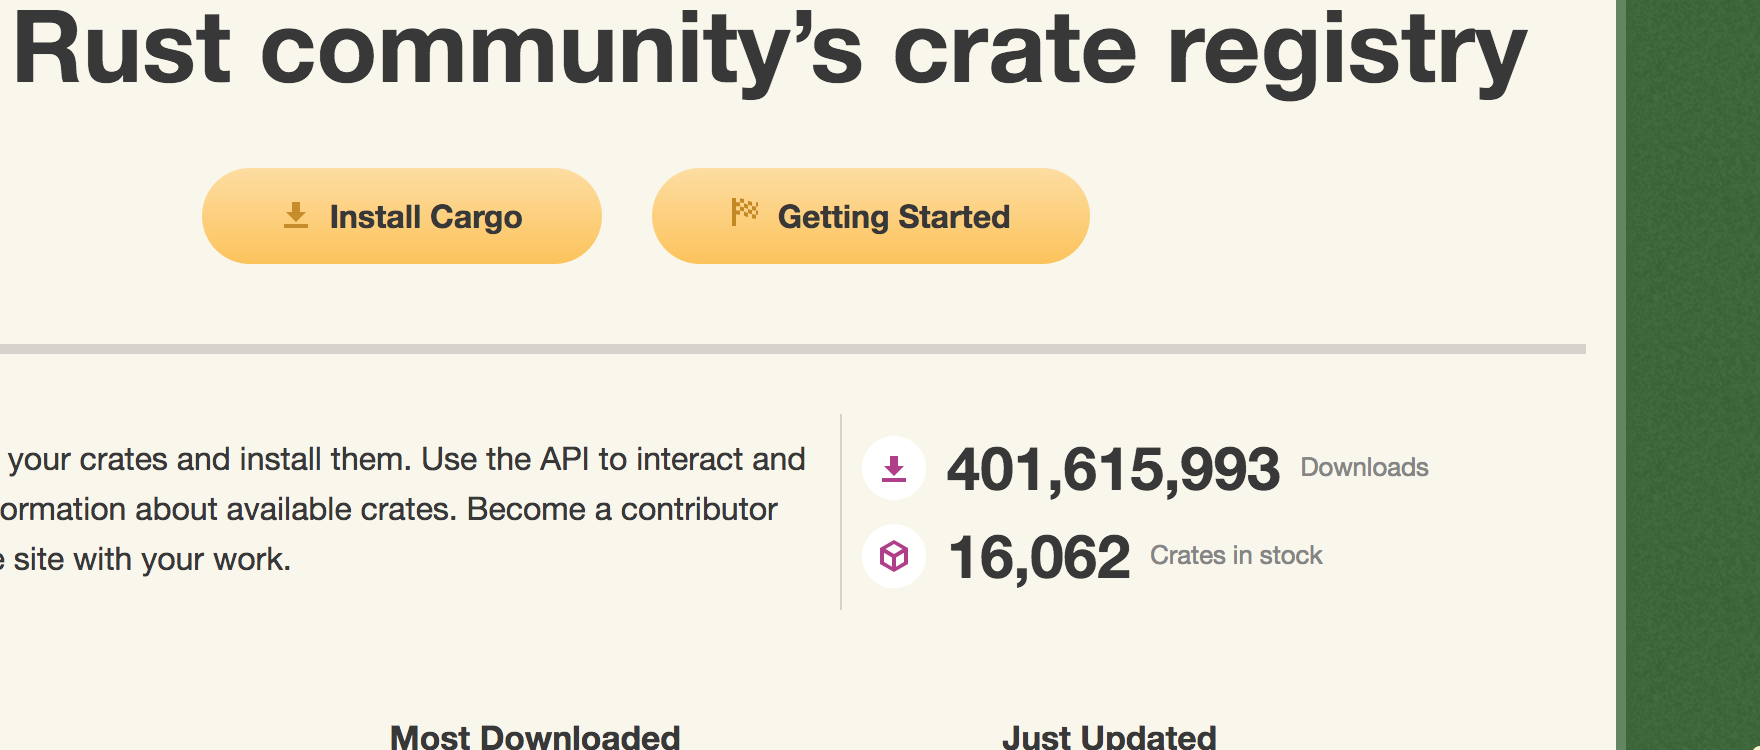 Rust community’s crate registry
Install Cargo
Getting Started
your crates and install them. Use the API to interact and
ormation about available crates. Become a contributor
e site with your work.
401,615,993 Downloads
16,062 Crates in stock
Most Downloaded
Just Updated